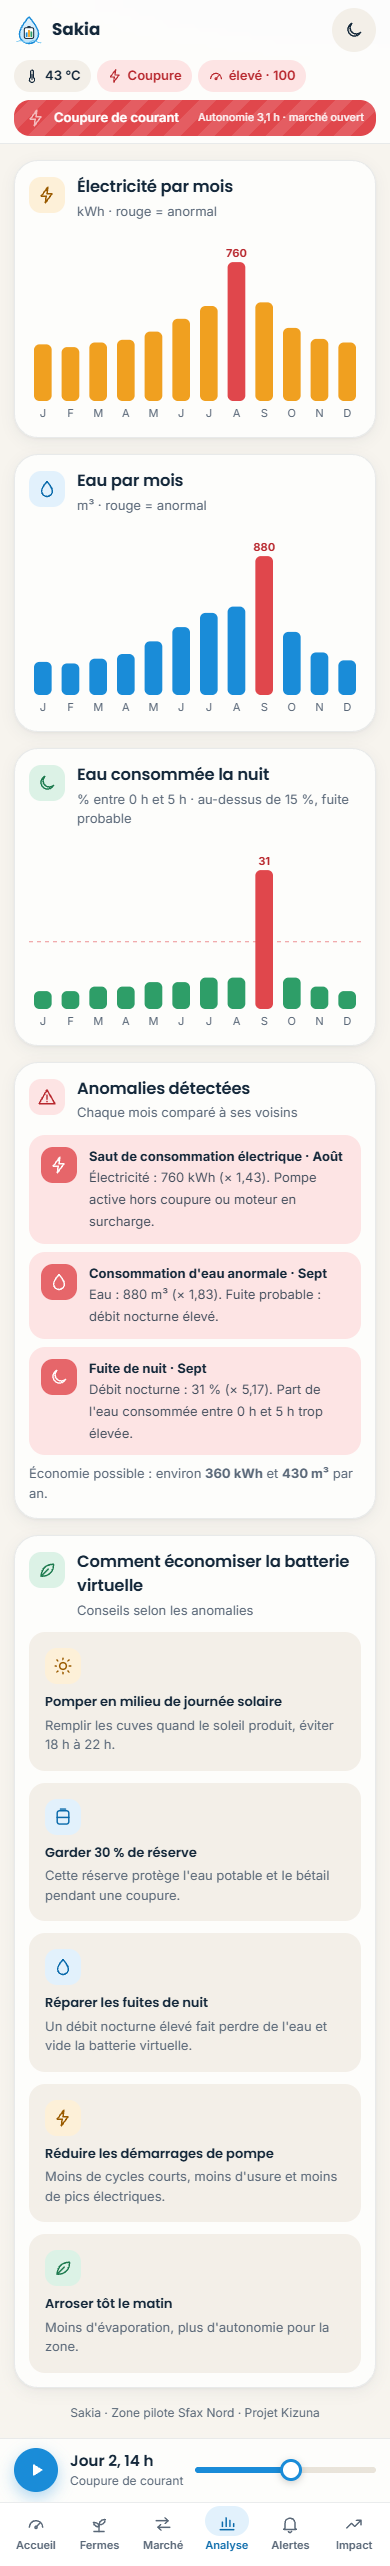 Sakia
43 °C
Coupure
élevé · 100
Coupure de courant
Autonomie 3,1 h · marché ouvert
Électricité par mois
kWh · rouge = anormal
760
J F M A M J J A S O N D
Eau par mois
m³ · rouge = anormal
880
J F M A M J J A S O N D
Eau consommée la nuit
% entre 0 h et 5 h · au-dessus de 15 %, fuite
probable
31
J F M A M J J A S O N D
Anomalies détectées
Chaque mois comparé à ses voisins
Saut de consommation électrique · Août
Électricité : 760 kWh (× 1,43). Pompe
active hors coupure ou moteur en
surcharge.
Consommation d'eau anormale · Sept
Eau : 880 m³ (× 1,83). Fuite probable :
débit nocturne élevé.
Fuite de nuit · Sept
Débit nocturne : 31 % (× 5,17). Part de
l'eau consommée entre 0 h et 5 h trop
élevée.
Économie possible : environ 360 kWh et 430 m³ par
an.
Comment économiser la batterie
virtuelle
Conseils selon les anomalies
Pomper en milieu de journée solaire
Remplir les cuves quand le soleil produit, éviter
18 h à 22 h.
Garder 30 % de réserve
Cette réserve protège l'eau potable et le bétail
pendant une coupure.
Réparer les fuites de nuit
Un débit nocturne élevé fait perdre de l'eau et
vide la batterie virtuelle.
Réduire les démarrages de pompe
Moins de cycles courts, moins d'usure et moins
de pics électriques.
Arroser tôt le matin
Moins d'évaporation, plus d'autonomie pour la
zone.
Sakia · Zone pilote Sfax Nord · Projet Kizuna
Jour 2, 14 h
Coupure de courant
Accueil
Fermes
Marché
Analyse
Alertes
Impact